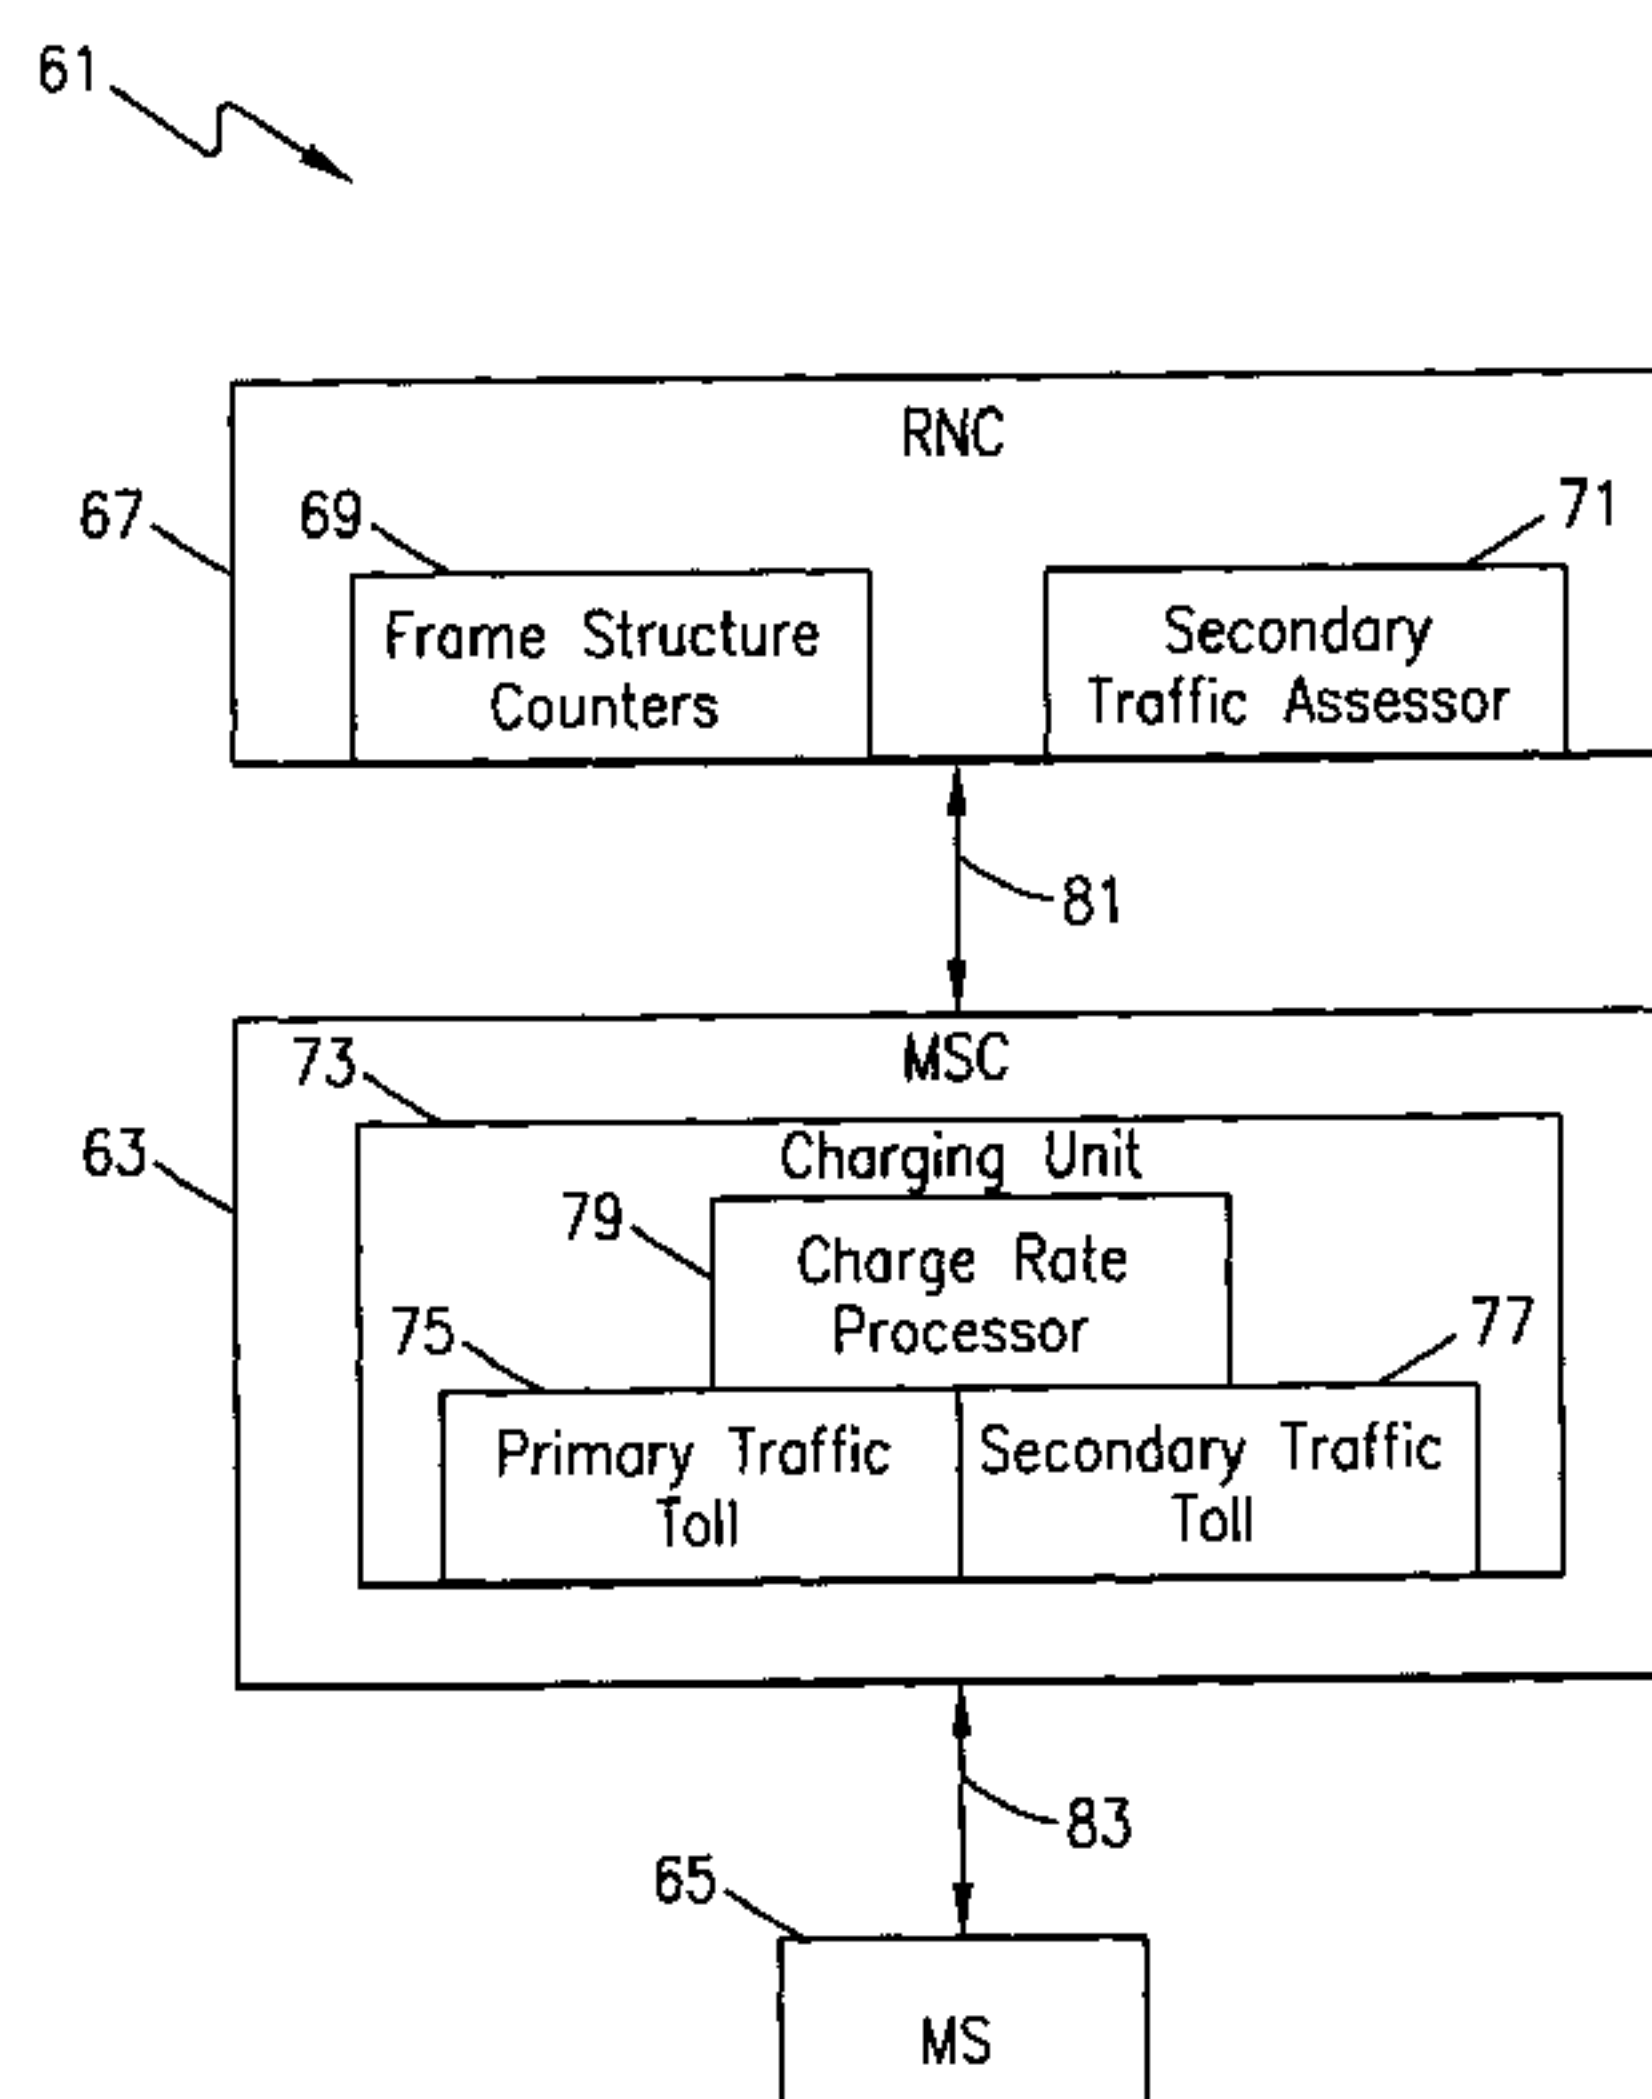 61
RNC
67
69
71
Frame Structure
Counters
Secondary
Traffic Assessor
81
MSC
73
63
Charging Unit
79
Charge Rate
Processor
75
77
Primary Traffic
Toll
Secondary Traffic
Toll
83
65
MS